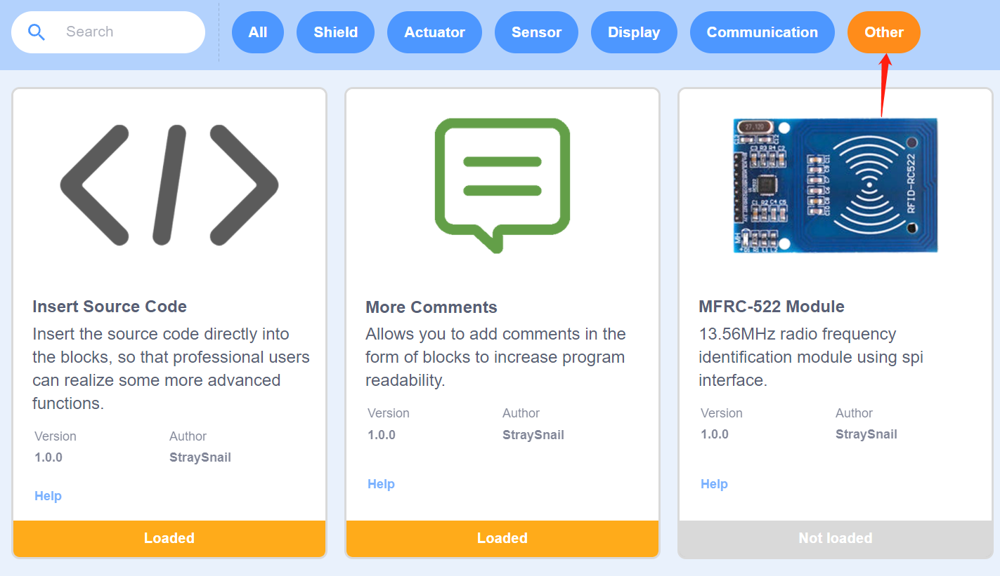 Search
All
Shield
Actuator
Sensor
Display
Communication
Other
27.120
RFID-RC522
Insert Source Code
Insert the source code directly into
the blocks, so that professional users
can realize some more advanced
functions.
Version
Author
1.0.0
StraySnail
Help
Loaded
More Comments
Allows you to add comments in the
form of blocks to increase program
readability.
Version
Author
1.0.0
StraySnail
Help
Loaded
MFRC-522 Module
13.56MHz radio frequency
identification module using spi
interface.
Version
Author
1.0.0
StraySnail
Help
Not loaded